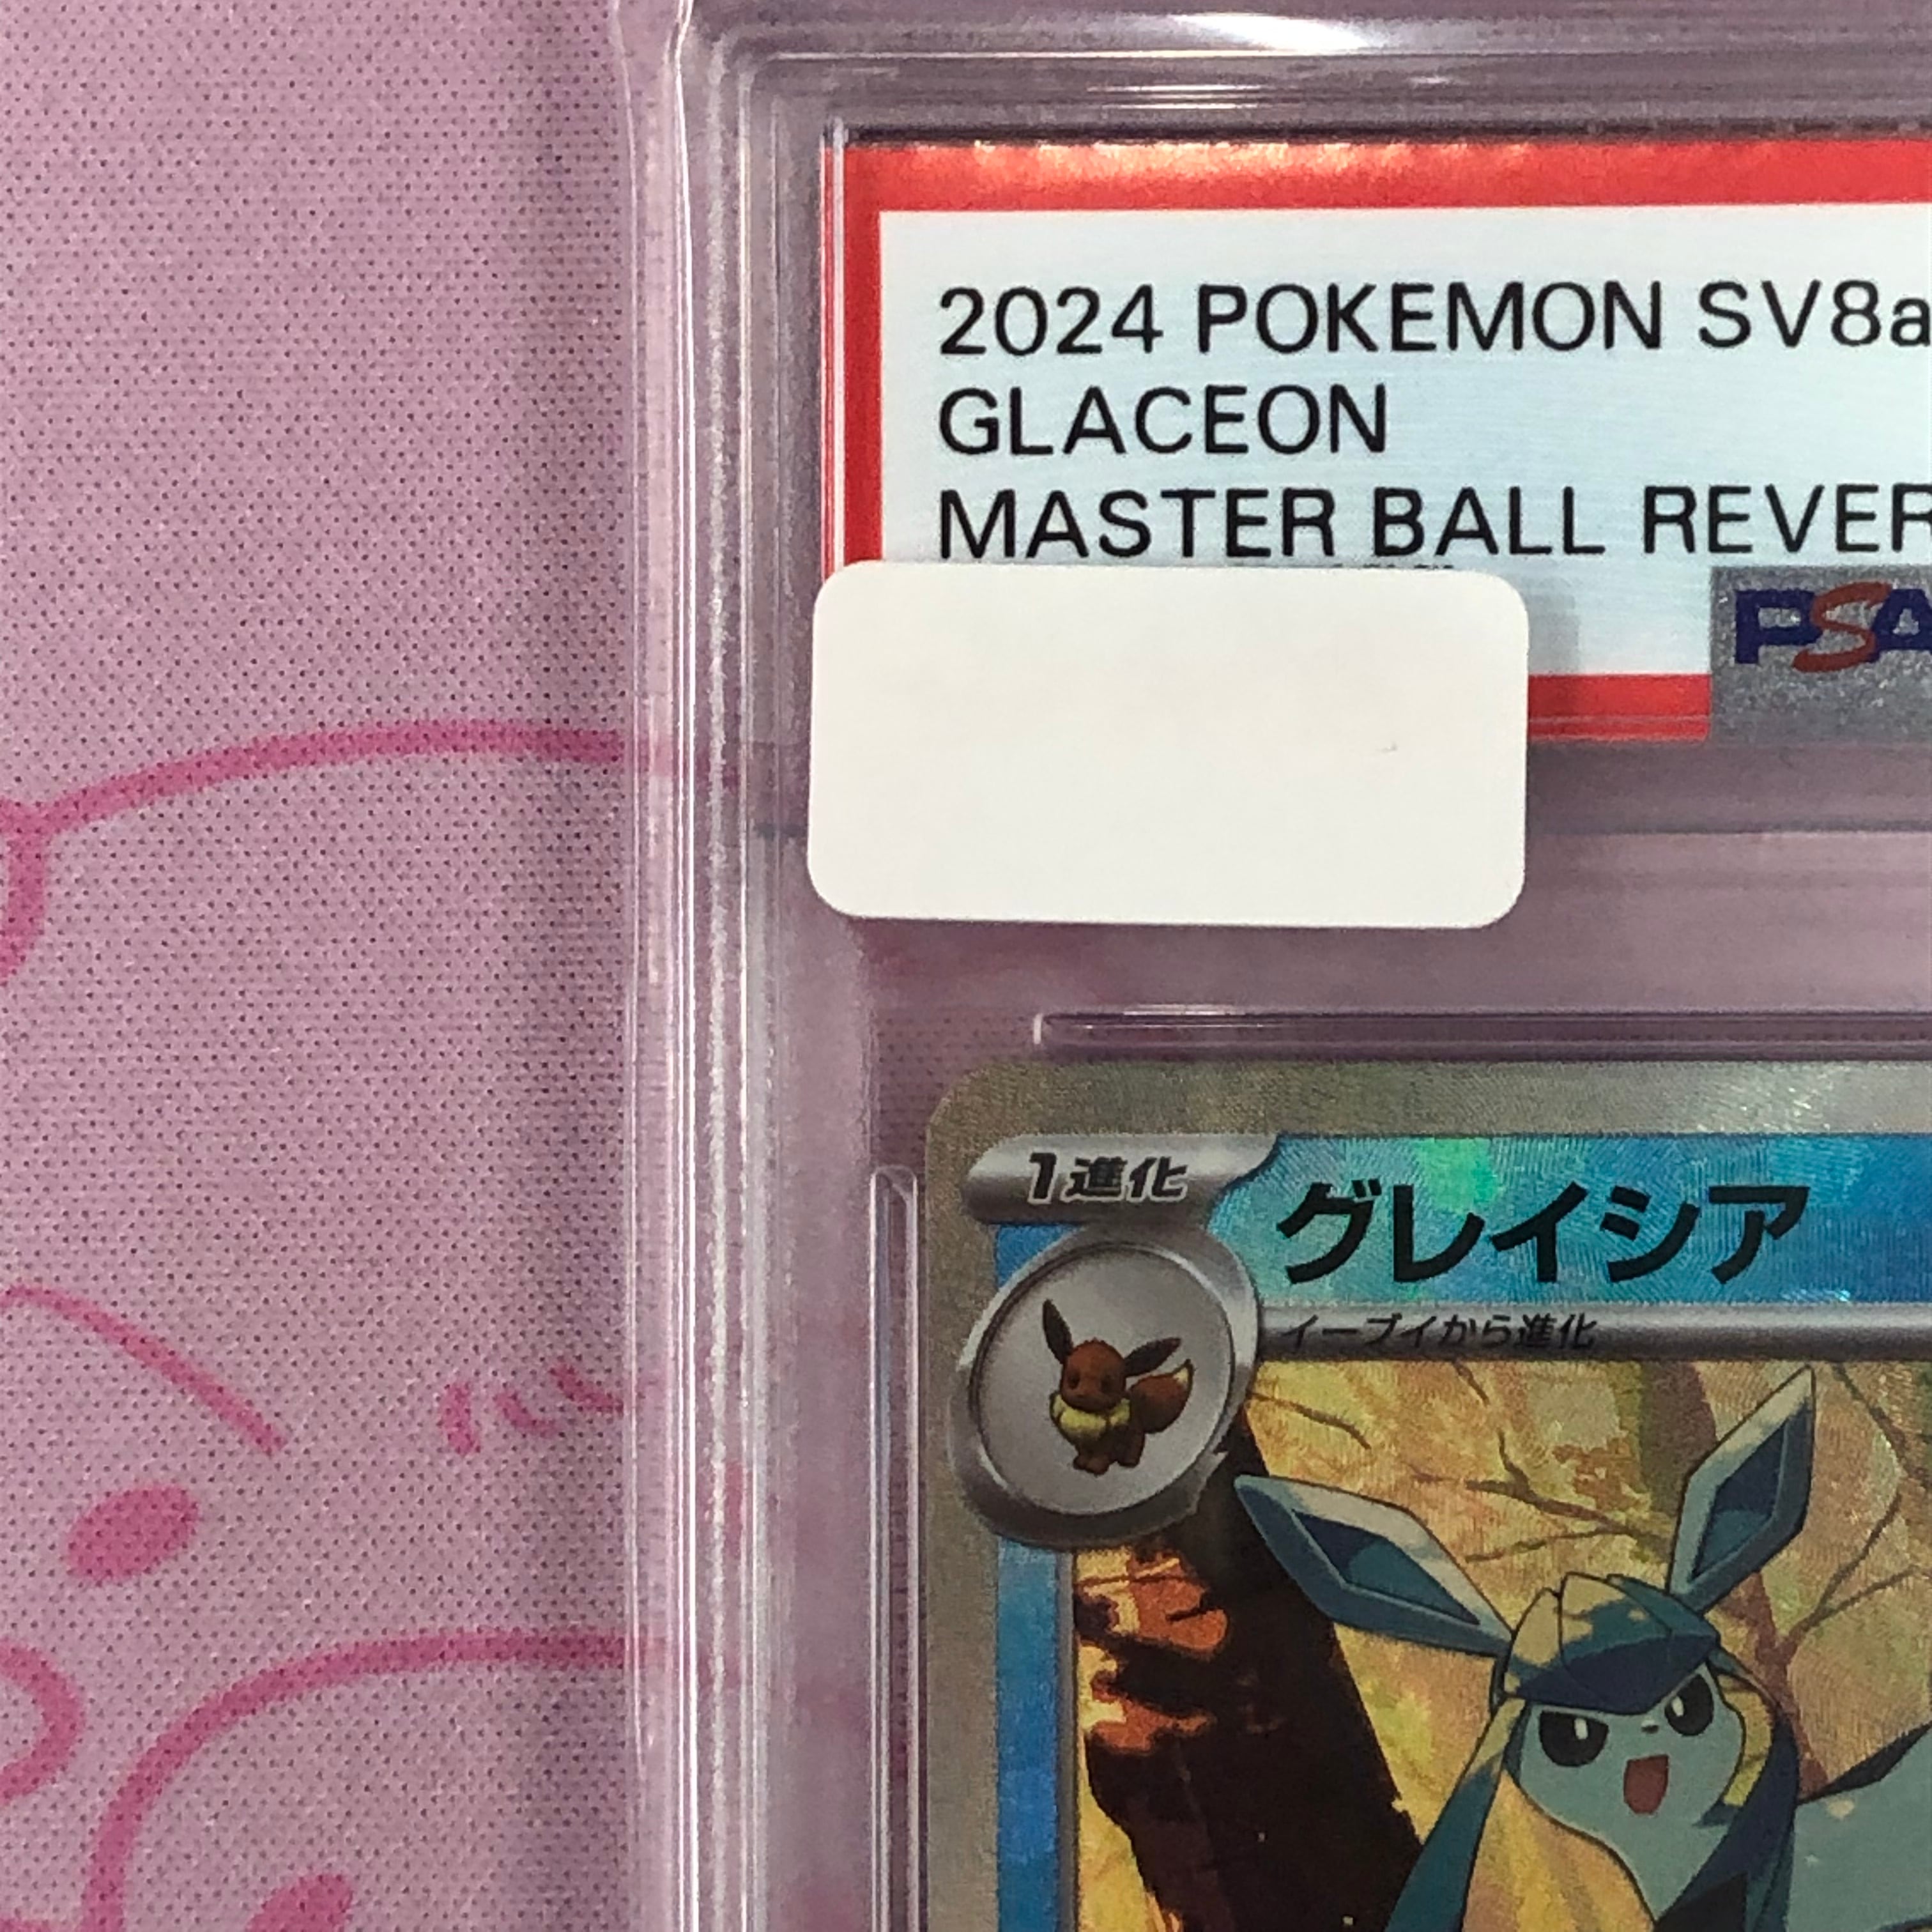 2024 POKEMON SV8a
GLACEON
MASTER BALL REVER
PSA
1進化
グレイシア
イーブイから進化